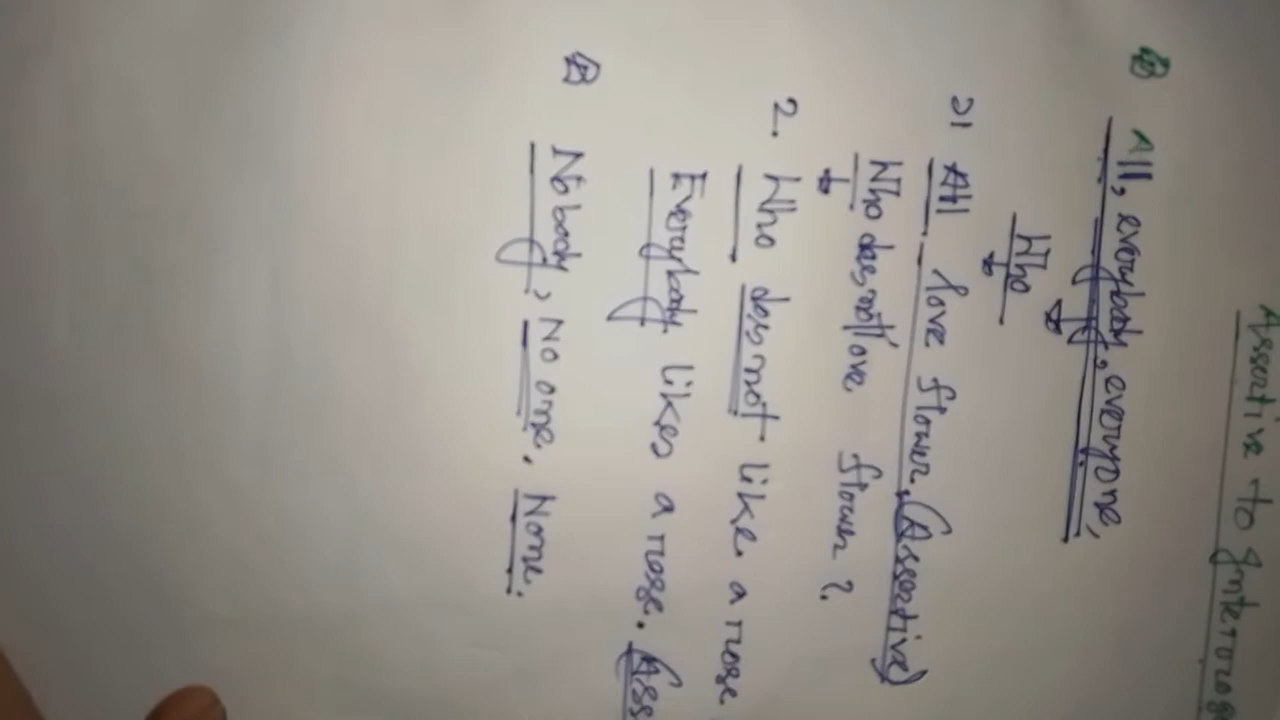 Assertive to Interrog
All, everybody, everyone,
Who
১। All love flower. (Assertive)
Who does not love flower?
2. Who does not like a rose
Everybody likes a rose. (Ass
Nobody, No one, None.